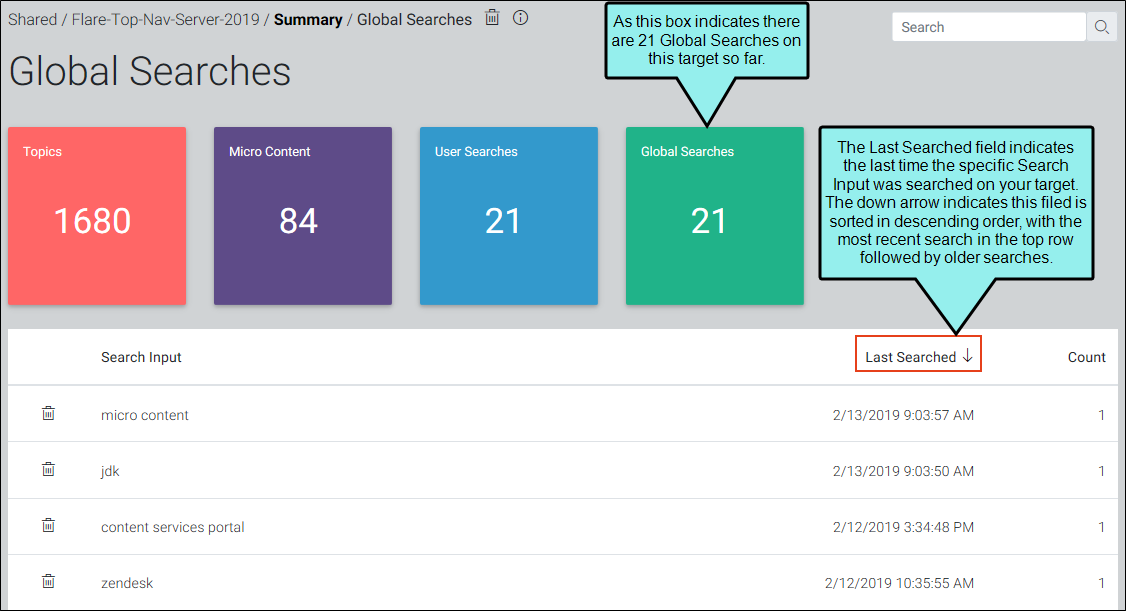 Shared / Flare-Top-Nav-Server-2019 / Summary / Global Searches
Search
Global Searches
As this box indicates there
are 21 Global Searches on
this target so far.
Topics
1680
Micro Content
84
User Searches
21
Global Searches
21
The Last Searched field indicates
the last time the specific Search
Input was searched on your target.
The down arrow indicates this filed is
sorted in descending order, with the
most recent search in the top row
followed by older searches.
Search Input Last Searched ↓ Count
micro content 2/13/2019 9:03:57 AM 1
jdk 2/13/2019 9:03:50 AM 1
content services portal 2/12/2019 3:34:48 PM 1
zendesk 2/12/2019 10:35:55 AM 1